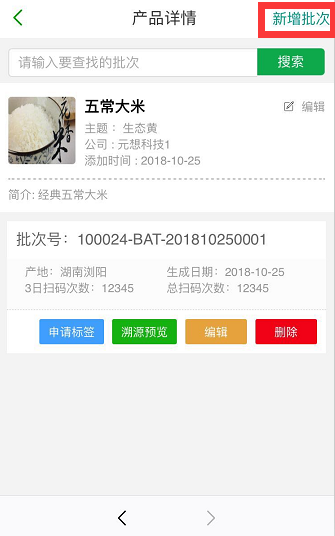 产品详情 新增批次
请输入要查找的批次 搜索
五常大米 编辑
主题： 生态黄
公司 : 元想科技1
添加时间 : 2018-10-25
简介: 经典五常大米
批次号：100024-BAT-201810250001
产地：湖南浏阳 生成日期：2018-10-25
3日扫码次数：12345 总扫码次数：12345
申请标签 溯源预览 编辑 删除